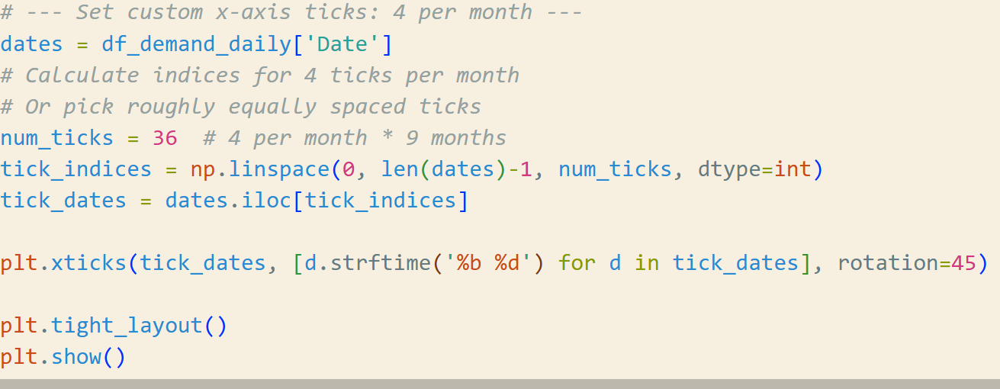 # --- Set custom x-axis ticks: 4 per month ---
dates = df_demand_daily['Date']
# Calculate indices for 4 ticks per month
# Or pick roughly equally spaced ticks
num_ticks = 36  # 4 per month * 9 months
tick_indices = np.linspace(0, len(dates)-1, num_ticks, dtype=int)
tick_dates = dates.iloc[tick_indices]
plt.xticks(tick_dates, [d.strftime('%b %d') for d in tick_dates], rotation=45)
plt.tight_layout()
plt.show()